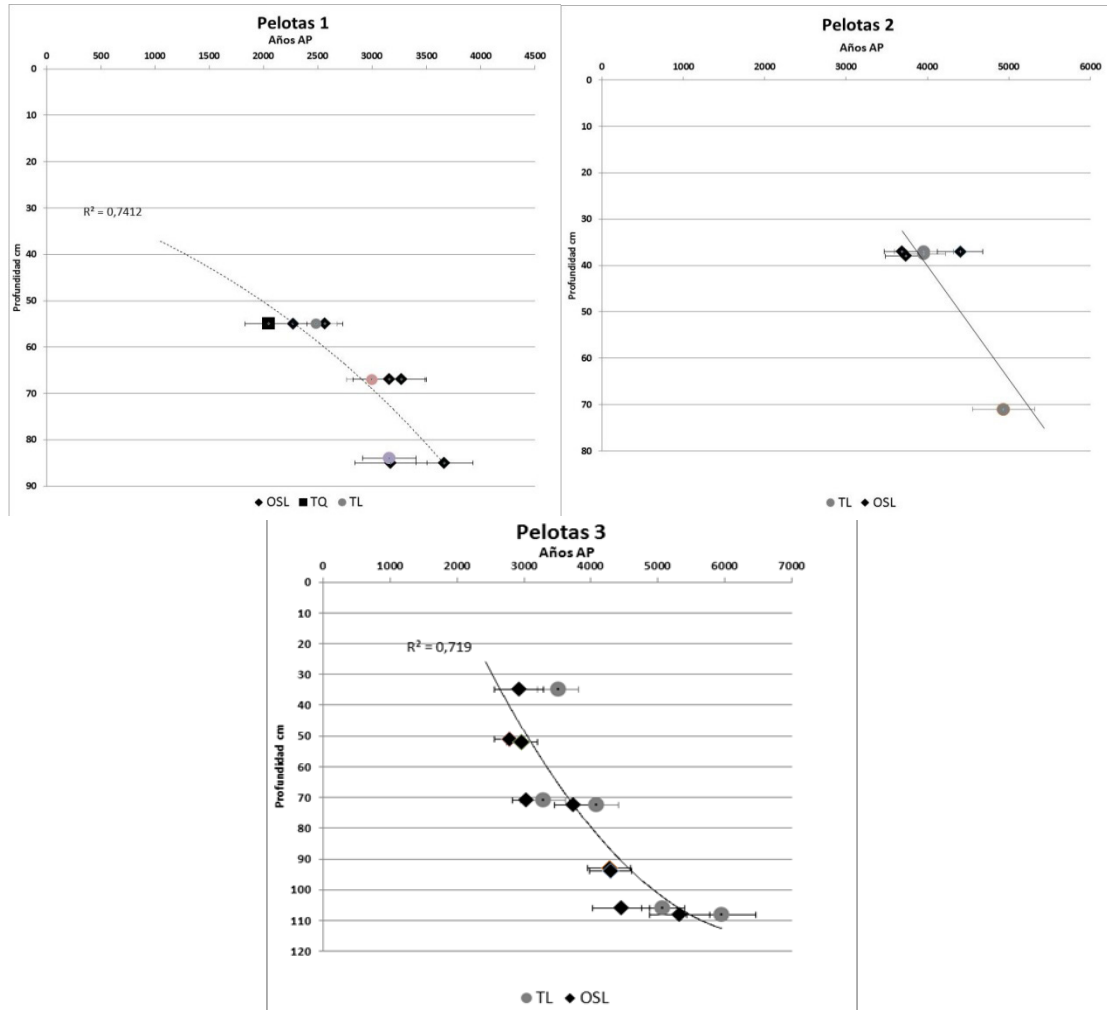 Pelotas 1
Años AP
0 500 1000 1500 2000 2500 3000 3500 4000 4500
0
10
20
30
40
50
60
70
80
90
Profundidad cm
R² = 0,7412
OSL TQ TL
Pelotas 2
Años AP
0 1000 2000 3000 4000 5000 6000
0
10
20
30
40
50
60
70
80
Profundidad cm
TL OSL
Pelotas 3
Años AP
0 1000 2000 3000 4000 5000 6000 7000
0
10
20
30
40
50
60
70
80
90
100
110
120
Profundidad cm
R² = 0,719
TL OSL